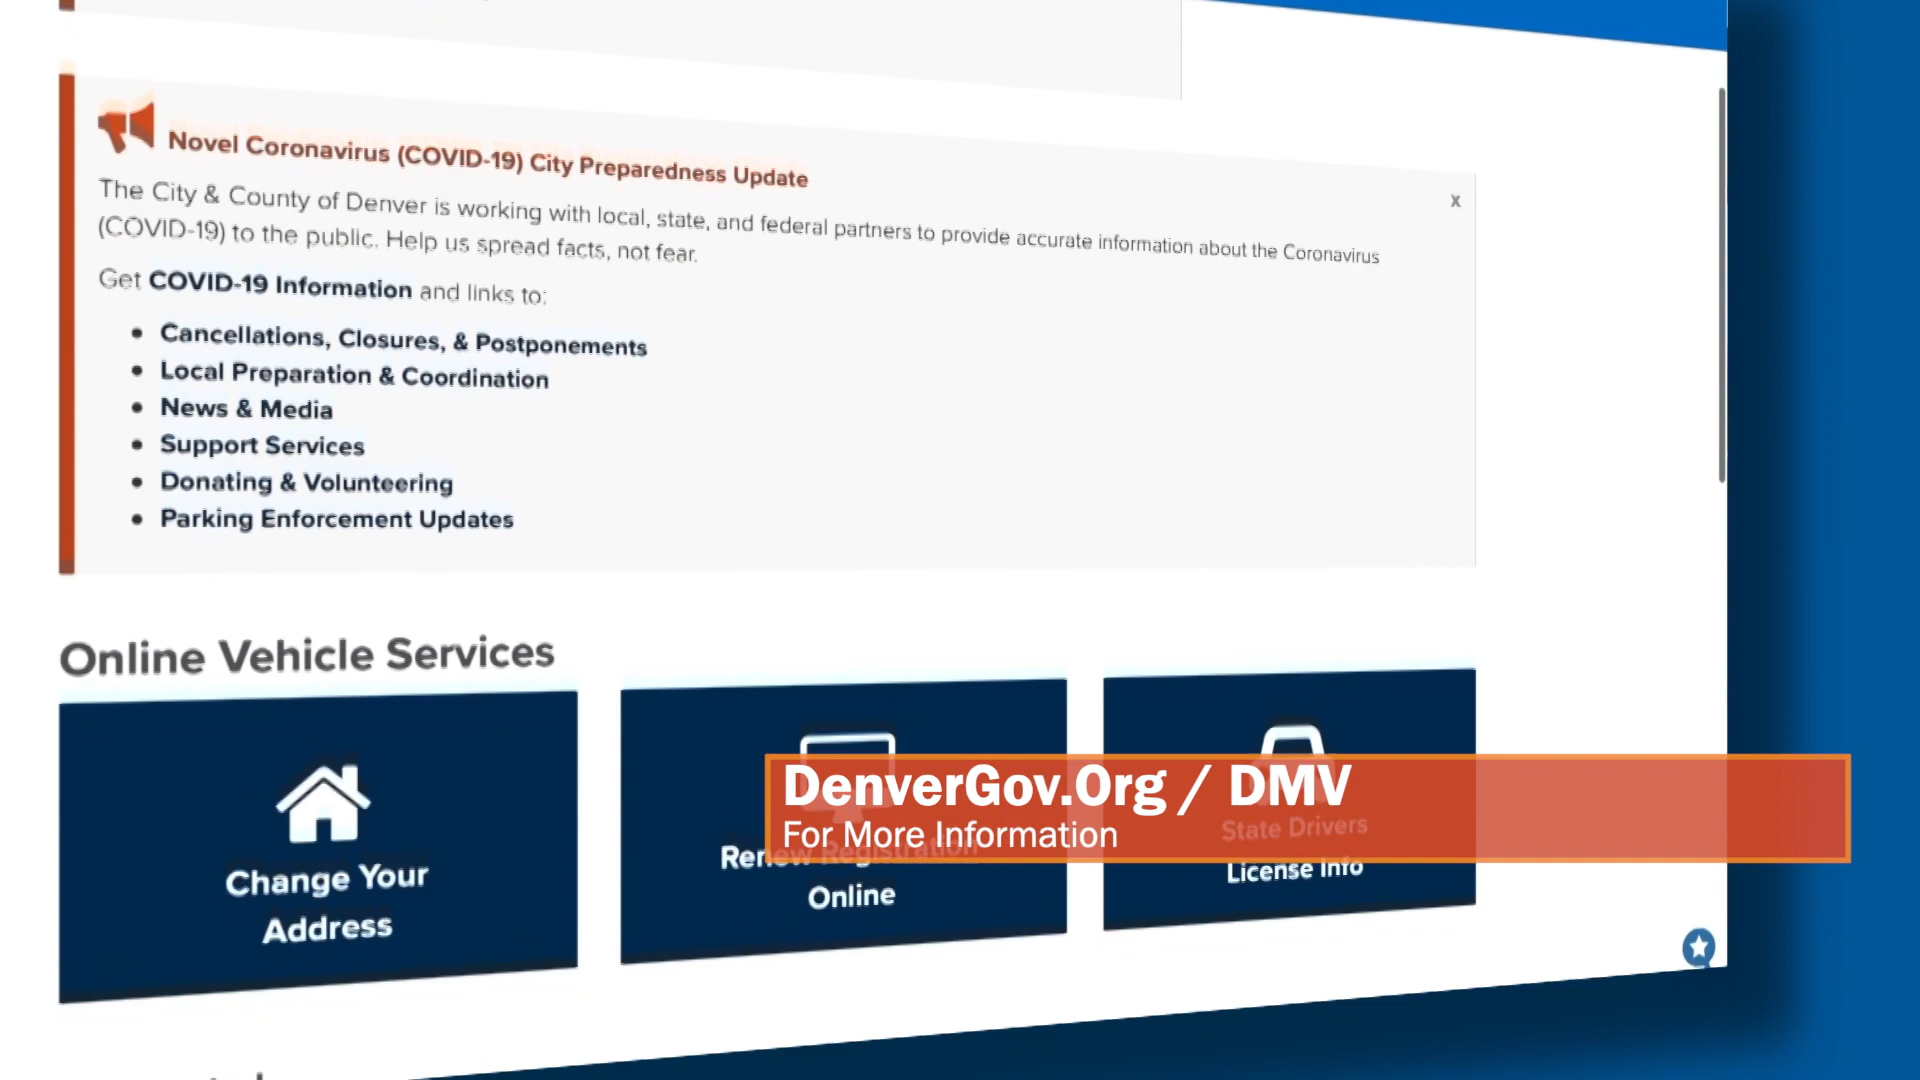 Novel Coronavirus (COVID-19) City Preparedness Update
x
The City & County of Denver is working with local, state, and federal partners to provide accurate information about the Coronavirus
(COVID-19) to the public. Help us spread facts, not fear.
Get COVID-19 Information and links to:
• Cancellations, Closures, & Postponements
• Local Preparation & Coordination
• News & Media
• Support Services
• Donating & Volunteering
• Parking Enforcement Updates
Online Vehicle Services
Change Your
Address
Renew Registration
Online
State Drivers
License Info
DenverGov.Org / DMV
For More Information